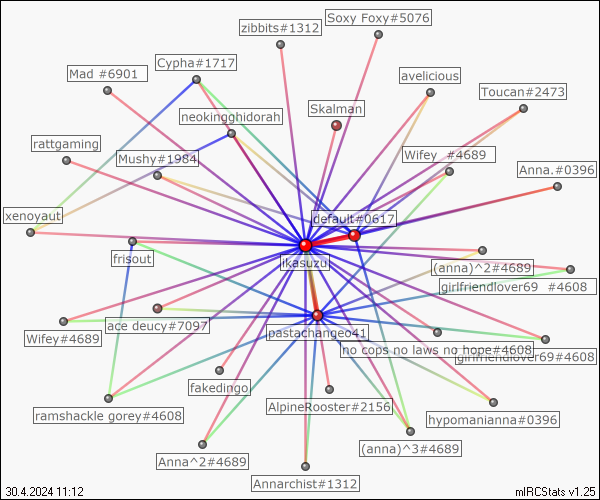 Soxy Foxy#5076
zibbits#1312
Cypha#1717
Mad_#6901
avelicious
Toucan#2473
Skalman
neokingghidorah
rattgaming
Mushy#1984
Wifey_#4689
Anna.#0396
xenoyaut
default#0617
frisout
ikasuzu
(anna)^2#4689
girlfriendlover69_#4608
Wifey#4689
ace deucy#7097
pastachangeo41
no cops no laws no hope#4608
girlfriendlover69#4608
fakedingo
ramshackle gorey#4608
AlpineRooster#2156
hypomanianna#0396
(anna)^3#4689
Anna^2#4689
Annarchist#1312
30.4.2024 11:12
mIRCStats v1.25